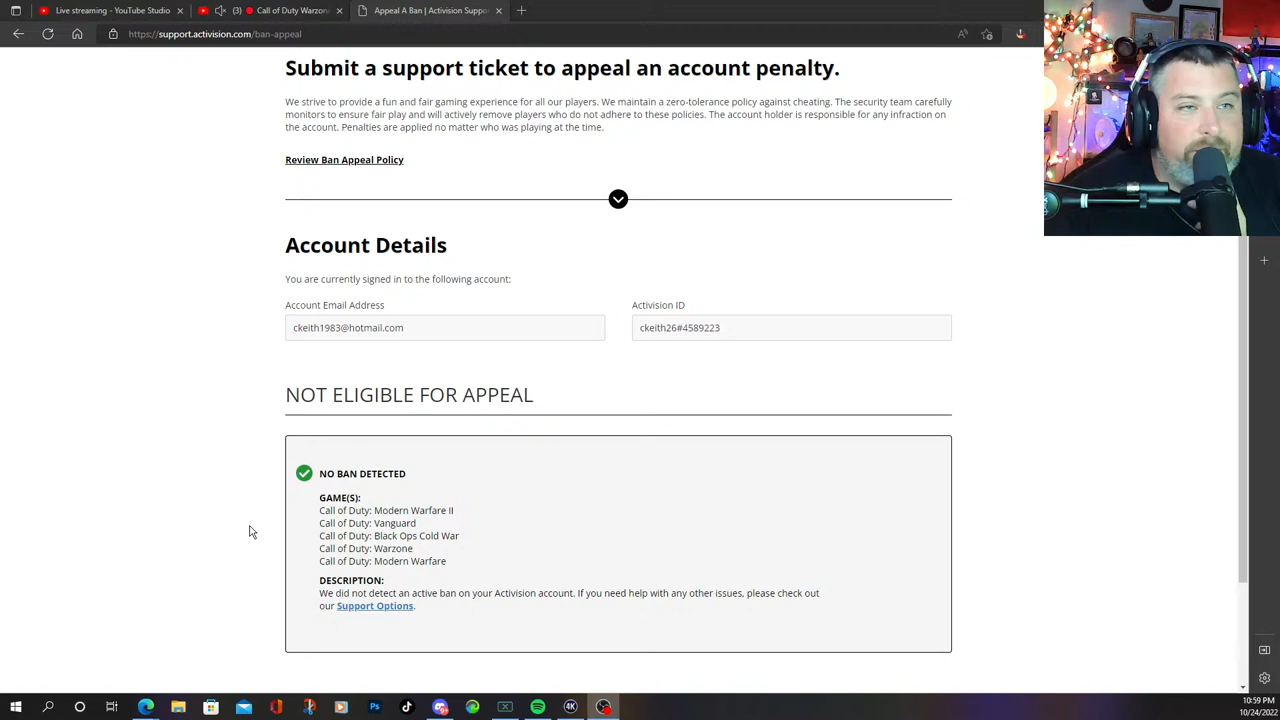 Live streaming - YouTube Studio
(3)
Call of Duty Warzon
Appeal A Ban | Activision Suppo
https://support.activision.com/ban-appeal
Submit a support ticket to appeal an account penalty.
We strive to provide a fun and fair gaming experience for all our players. We maintain a zero-tolerance policy against cheating. The security team carefully
monitors to ensure fair play and will actively remove players who do not adhere to these policies. The account holder is responsible for any infraction on
the account. Penalties are applied no matter who was playing at the time.
Review Ban Appeal Policy
Account Details
You are currently signed in to the following account:
Account Email Address
Activision ID
ckeith1983@hotmail.com
ckeith26#4589223
NOT ELIGIBLE FOR APPEAL
NO BAN DETECTED
GAME(S):
Call of Duty: Modern Warfare II
Call of Duty: Vanguard
Call of Duty: Black Ops Cold War
Call of Duty: Warzone
Call of Duty: Modern Warfare
DESCRIPTION:
We did not detect an active ban on your Activision account. If you need help with any other issues, please check out
our Support Options.
Ps
4K
10:59 PM
10/24/2022